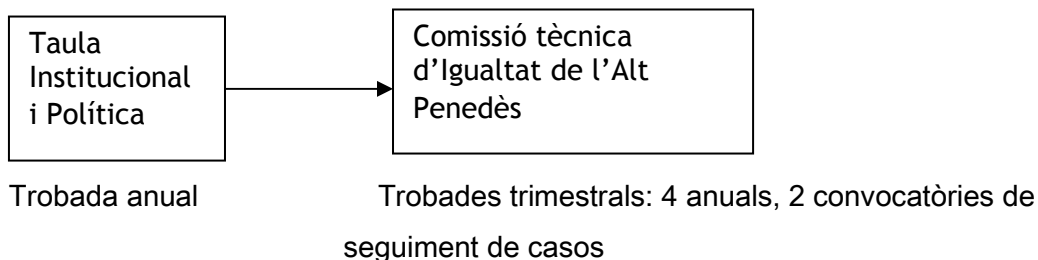 Taula
Institucional
i Política
Comissió tècnica
d’Igualtat de l’Alt
Penedès
Trobada anual
Trobades trimestrals: 4 anuals, 2 convocatòries de
seguiment de casos